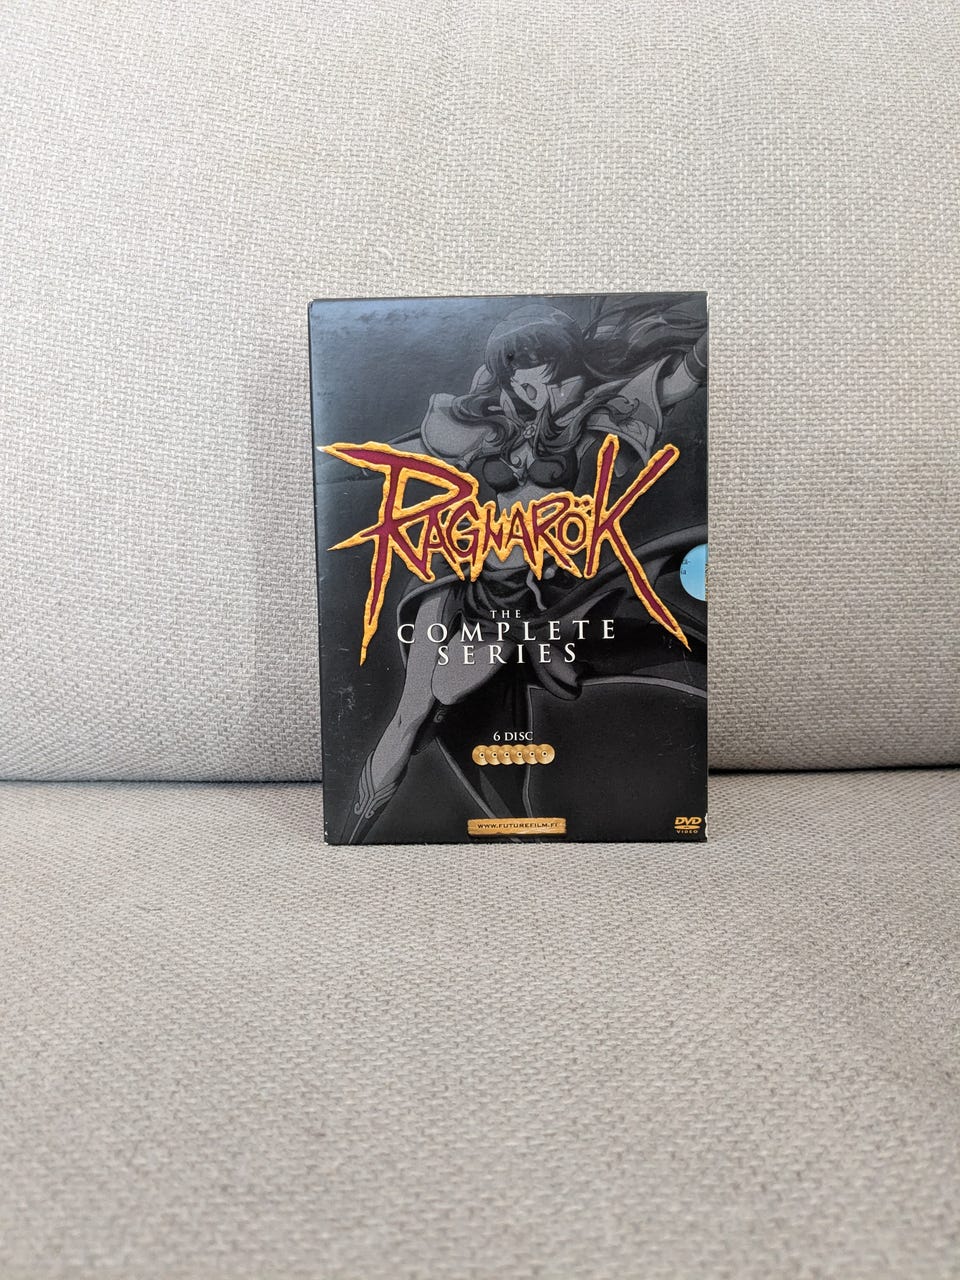 RAGNARÖK
THE
COMPLETE
SERIES
6 DISC
WWW.FUTUREFILM.FI
DVD
VIDEO